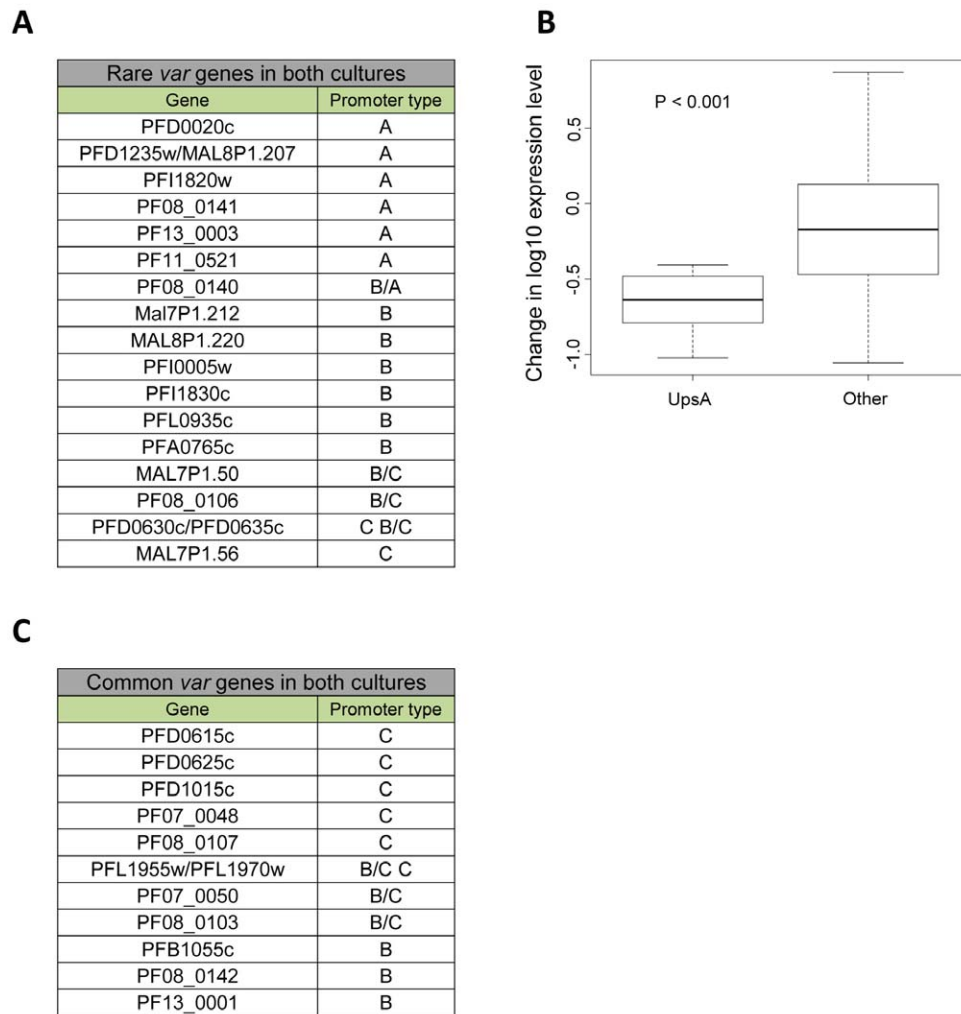 A
Rare var genes in both cultures
Gene Promoter type
PFD0020c A
PFD1235w/MAL8P1.207 A
PFI1820w A
PF08_0141 A
PF13_0003 A
PF11_0521 A
PF08_0140 B/A
Mal7P1.212 B
MAL8P1.220 B
PFI0005w B
PFI1830c B
PFL0935c B
PFA0765c B
MAL7P1.50 B/C
PF08_0106 B/C
PFD0630c/PFD0635c C B/C
MAL7P1.56 C
B
P < 0.001
Change in log10 expression level
0.5
0.0
-0.5
-1.0
UpsA Other
C
Common var genes in both cultures
Gene Promoter type
PFD0615c C
PFD0625c C
PFD1015c C
PF07_0048 C
PF08_0107 C
PFL1955w/PFL1970w B/C C
PF07_0050 B/C
PF08_0103 B/C
PFB1055c B
PF08_0142 B
PF13_0001 B